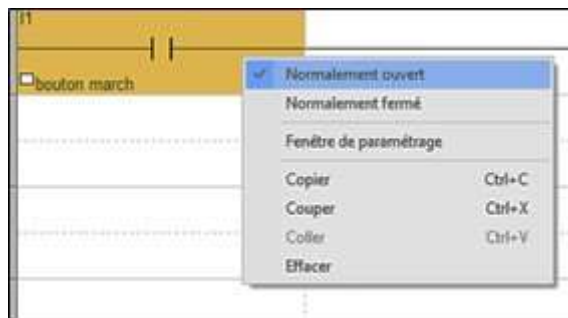 I1
bouton march
Normalement ouvert
Normalement fermé
Fenêtre de paramétrage
Copier Ctrl+C
Couper Ctrl+X
Coller Ctrl+V
Effacer